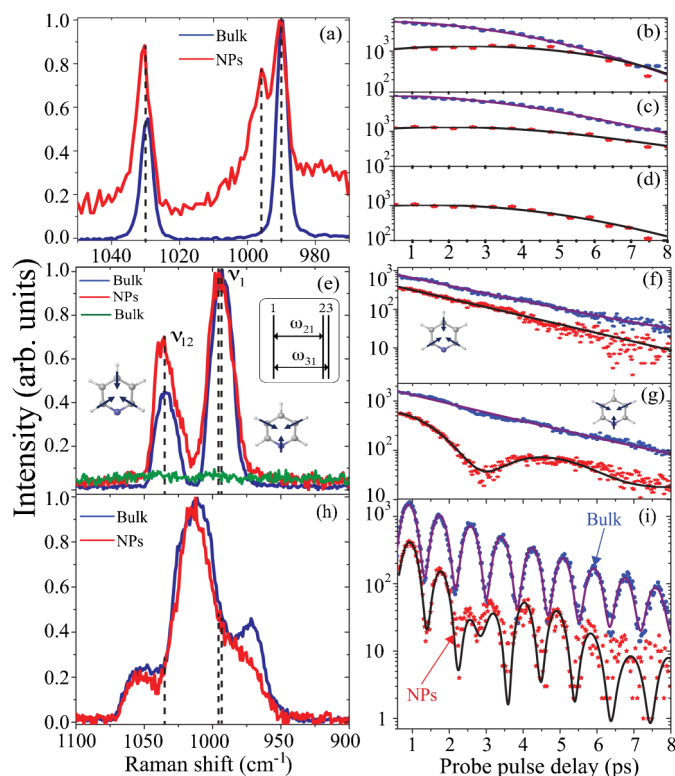 1.0
0.8
0.6
0.4
0.2
0.0
Bulk
NPs
(a)
1040 1020 1000 980
10³
10²
(b)
10³
10²
(c)
10³
10²
(d)
1 2 3 4 5 6 7 8
Intensity (arb. units)
1.0
0.8
0.6
0.4
0.2
(e)
Bulk
NPs
Bulk
ν₁
ν₁₂
1 23
ω₂₁
ω₃₁
10³
10²
10¹
(f)
10³
10²
10¹
(g)
1.0
0.8
0.6
0.4
0.2
0.0
Bulk
NPs
(h)
1100 1050 1000 950 900
Raman shift (cm⁻¹)
10³
100
10
1
(i)
Bulk
NPs
1 2 3 4 5 6 7 8
Probe pulse delay (ps)